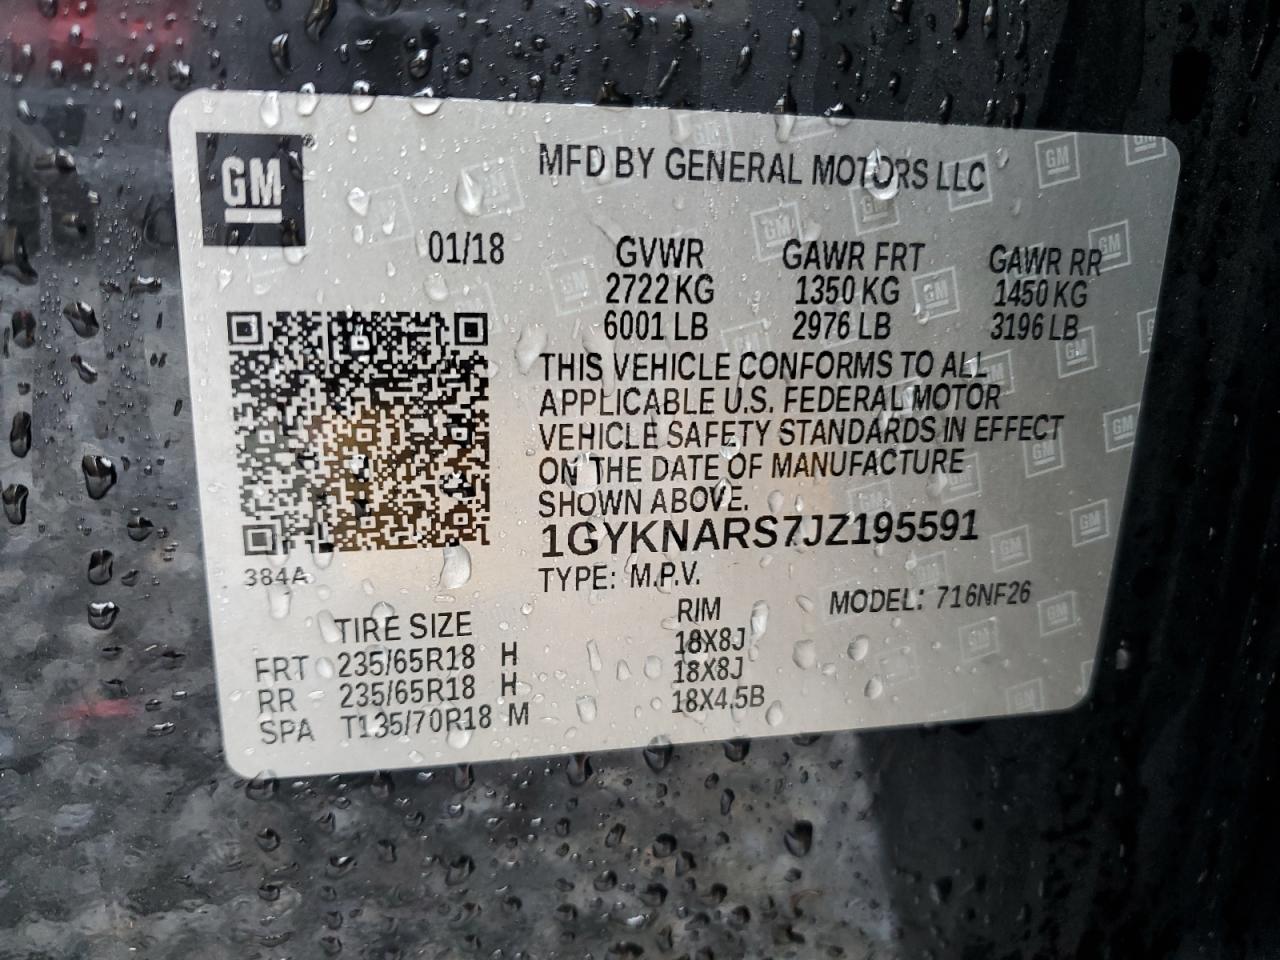 GM
MFD BY GENERAL MOTORS LLC
01/18 GVWR GAWR FRT GAWR RR
2722 KG 1350 KG 1450 KG
6001 LB 2976 LB 3196 LB
THIS VEHICLE CONFORMS TO ALL
APPLICABLE U.S. FEDERAL MOTOR
VEHICLE SAFETY STANDARDS IN EFFECT
ON THE DATE OF MANUFACTURE
SHOWN ABOVE.
1GYKNARS7JZ195591
384A
TYPE: M.P.V. MODEL: 716NF26
TIRE SIZE RIM
FRT 235/65R18 H 18X8J
RR 235/65R18 H 18X8J
SPA T135/70R18 M 18X4.5B